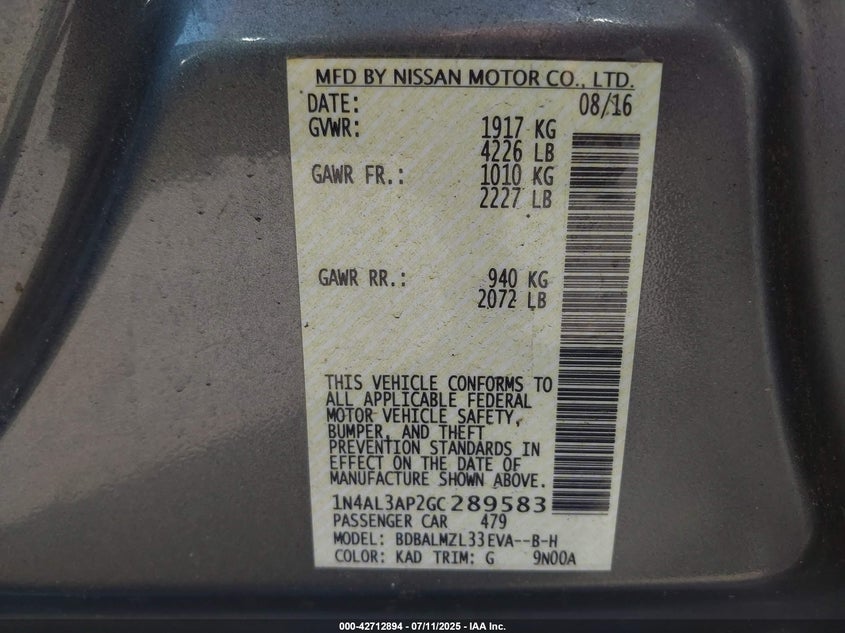 MFD BY NISSAN MOTOR CO., LTD.
DATE: 08/16
GVWR: 1917 KG
4226 LB
GAWR FR.: 1010 KG
2227 LB
GAWR RR.: 940 KG
2072 LB
THIS VEHICLE CONFORMS TO
ALL APPLICABLE FEDERAL
MOTOR VEHICLE SAFETY,
BUMPER, AND THEFT
PREVENTION STANDARDS IN
EFFECT ON THE DATE OF
MANUFACTURE SHOWN ABOVE.
1N4AL3AP2GC289583
PASSENGER CAR 479
MODEL: BDBALMZL33EVA--B-H
COLOR: KAD TRIM: G 9N00A
000-42712894 - 07/11/2025 - IAA Inc.